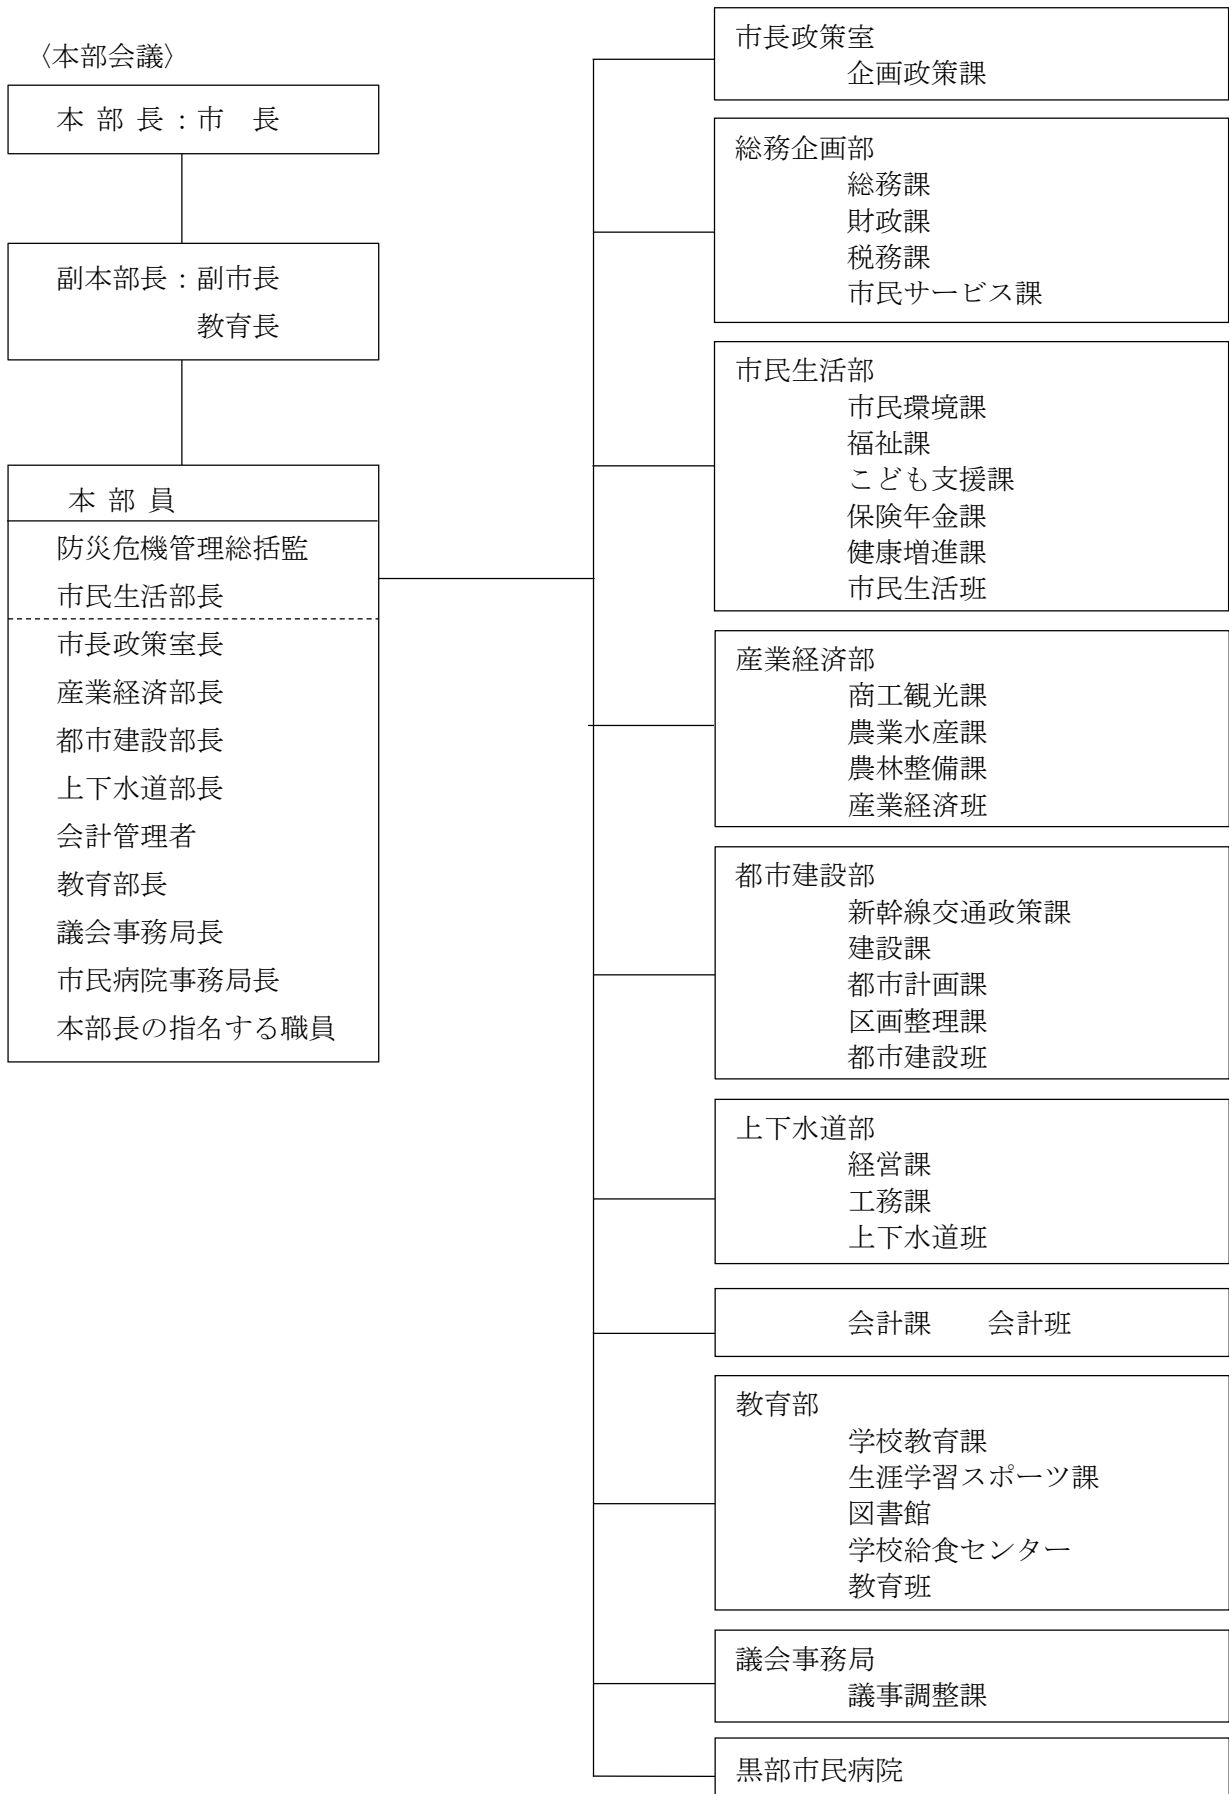 〈本部会議〉
本 部 長：市　長
副本部長：副市長
教育長
本 部 員
防災危機管理総括監
市民生活部長
市長政策室長
産業経済部長
都市建設部長
上下水道部長
会計管理者
教育部長
議会事務局長
市民病院事務局長
本部長の指名する職員
市長政策室
企画政策課
総務企画部
総務課
財政課
税務課
市民サービス課
市民生活部
市民環境課
福祉課
こども支援課
保険年金課
健康増進課
市民生活班
産業経済部
商工観光課
農業水産課
農林整備課
産業経済班
都市建設部
新幹線交通政策課
建設課
都市計画課
区画整理課
都市建設班
上下水道部
経営課
工務課
上下水道班
会計課　　会計班
教育部
学校教育課
生涯学習スポーツ課
図書館
学校給食センター
教育班
議会事務局
議事調整課
黒部市民病院